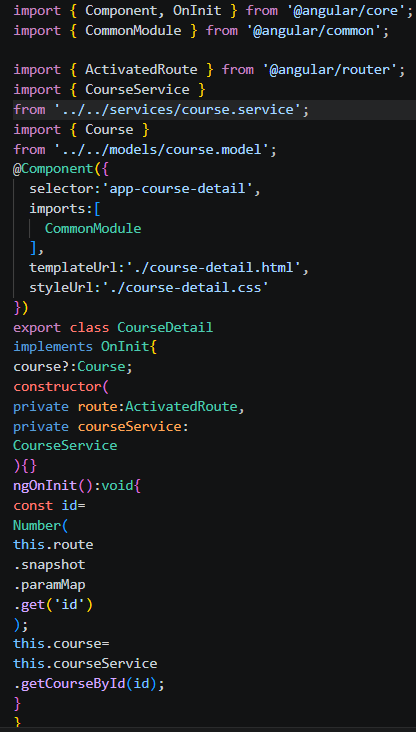 import { Component, OnInit } from '@angular/core';
import { CommonModule } from '@angular/common';
import { ActivatedRoute } from '@angular/router';
import { CourseService }
from '../../services/course.service';
import { Course }
from '../../models/course.model';
@Component({
selector:'app-course-detail',
imports:[
CommonModule
],
templateUrl:'./course-detail.html',
styleUrl:'./course-detail.css'
})
export class CourseDetail
implements OnInit{
course?:Course;
constructor(
private route:ActivatedRoute,
private courseService:
CourseService
){}
ngOnInit():void{
const id=
Number(
this.route
.snapshot
.paramMap
.get('id')
);
this.course=
this.courseService
.getCourseById(id);
}
}